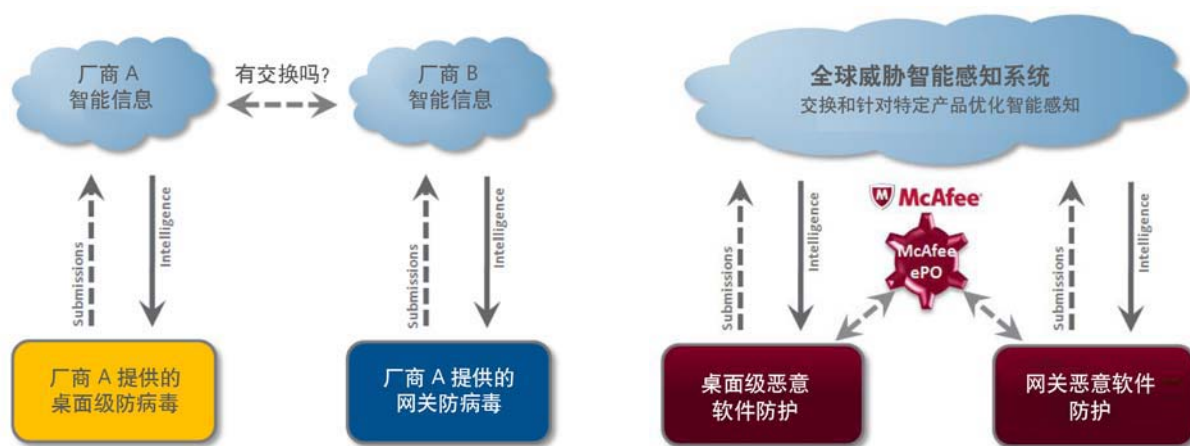 厂商 A
智能信息
有交换吗?
厂商 B
智能信息
Submissions
Intelligence
Submissions
Intelligence
厂商 A 提供的
桌面级防病毒
厂商 A 提供的
网关防病毒
全球威胁智能感知系统
交换和针对特定产品优化智能感知
Submissions
Intelligence
McAfee®
McAfee
ePO
Submissions
Intelligence
桌面级恶意
软件防护
网关恶意软件
防护